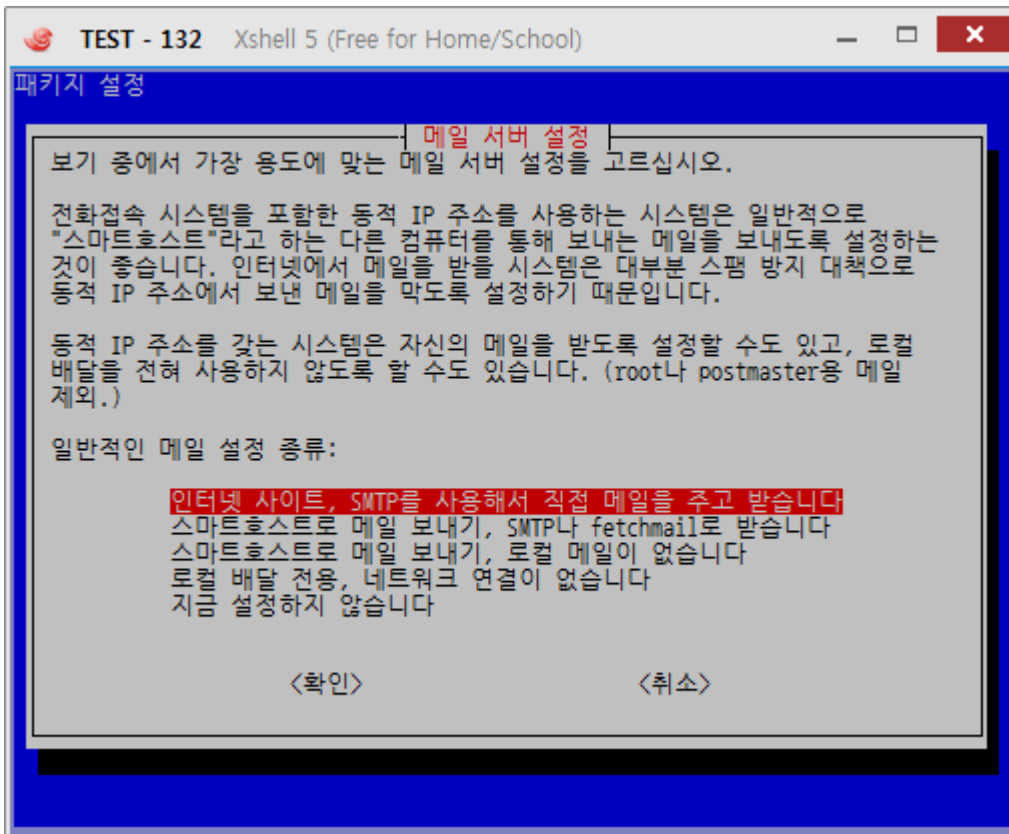 TEST - 132 Xshell 5 (Free for Home/School)
패키지 설정
메일 서버 설정
보기 중에서 가장 용도에 맞는 메일 서버 설정을 고르십시오.
전화접속 시스템을 포함한 동적 IP 주소를 사용하는 시스템은 일반적으로
"스마트호스트"라고 하는 다른 컴퓨터를 통해 보내는 메일을 보내도록 설정하는
것이 좋습니다. 인터넷에서 메일을 받을 시스템은 대부분 스팸 방지 대책으로
동적 IP 주소에서 보낸 메일을 막도록 설정하기 때문입니다.
동적 IP 주소를 갖는 시스템은 자신의 메일을 받도록 설정할 수도 있고, 로컬
배달을 전혀 사용하지 않도록 할 수도 있습니다. (root나 postmaster용 메일
제외.)
일반적인 메일 설정 종류:
인터넷 사이트, SMTP를 사용해서 직접 메일을 주고 받습니다
스마트호스트로 메일 보내기, SMTP나 fetchmail로 받습니다
스마트호스트로 메일 보내기, 로컬 메일이 없습니다
로컬 배달 전용, 네트워크 연결이 없습니다
지금 설정하지 않습니다
<확인> <취소>